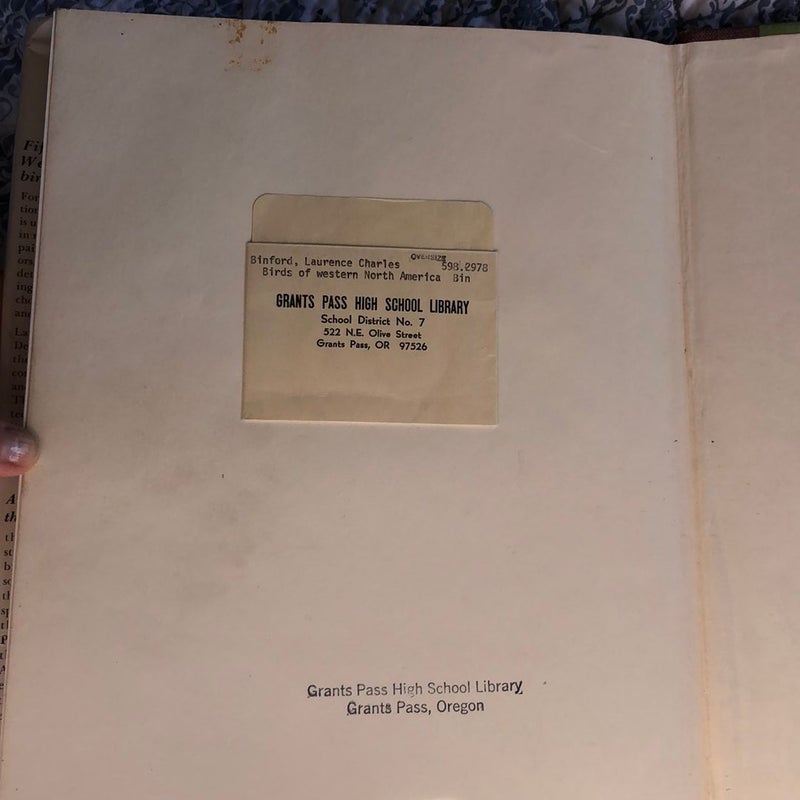 Binford, Laurence Charles OVERSIZE 598.2978
Birds of western North America Bin
GRANTS PASS HIGH SCHOOL LIBRARY
School District No. 7
522 N.E. Olive Street
Grants Pass, OR 97526
Grants Pass High School Library
Grants Pass, Oregon